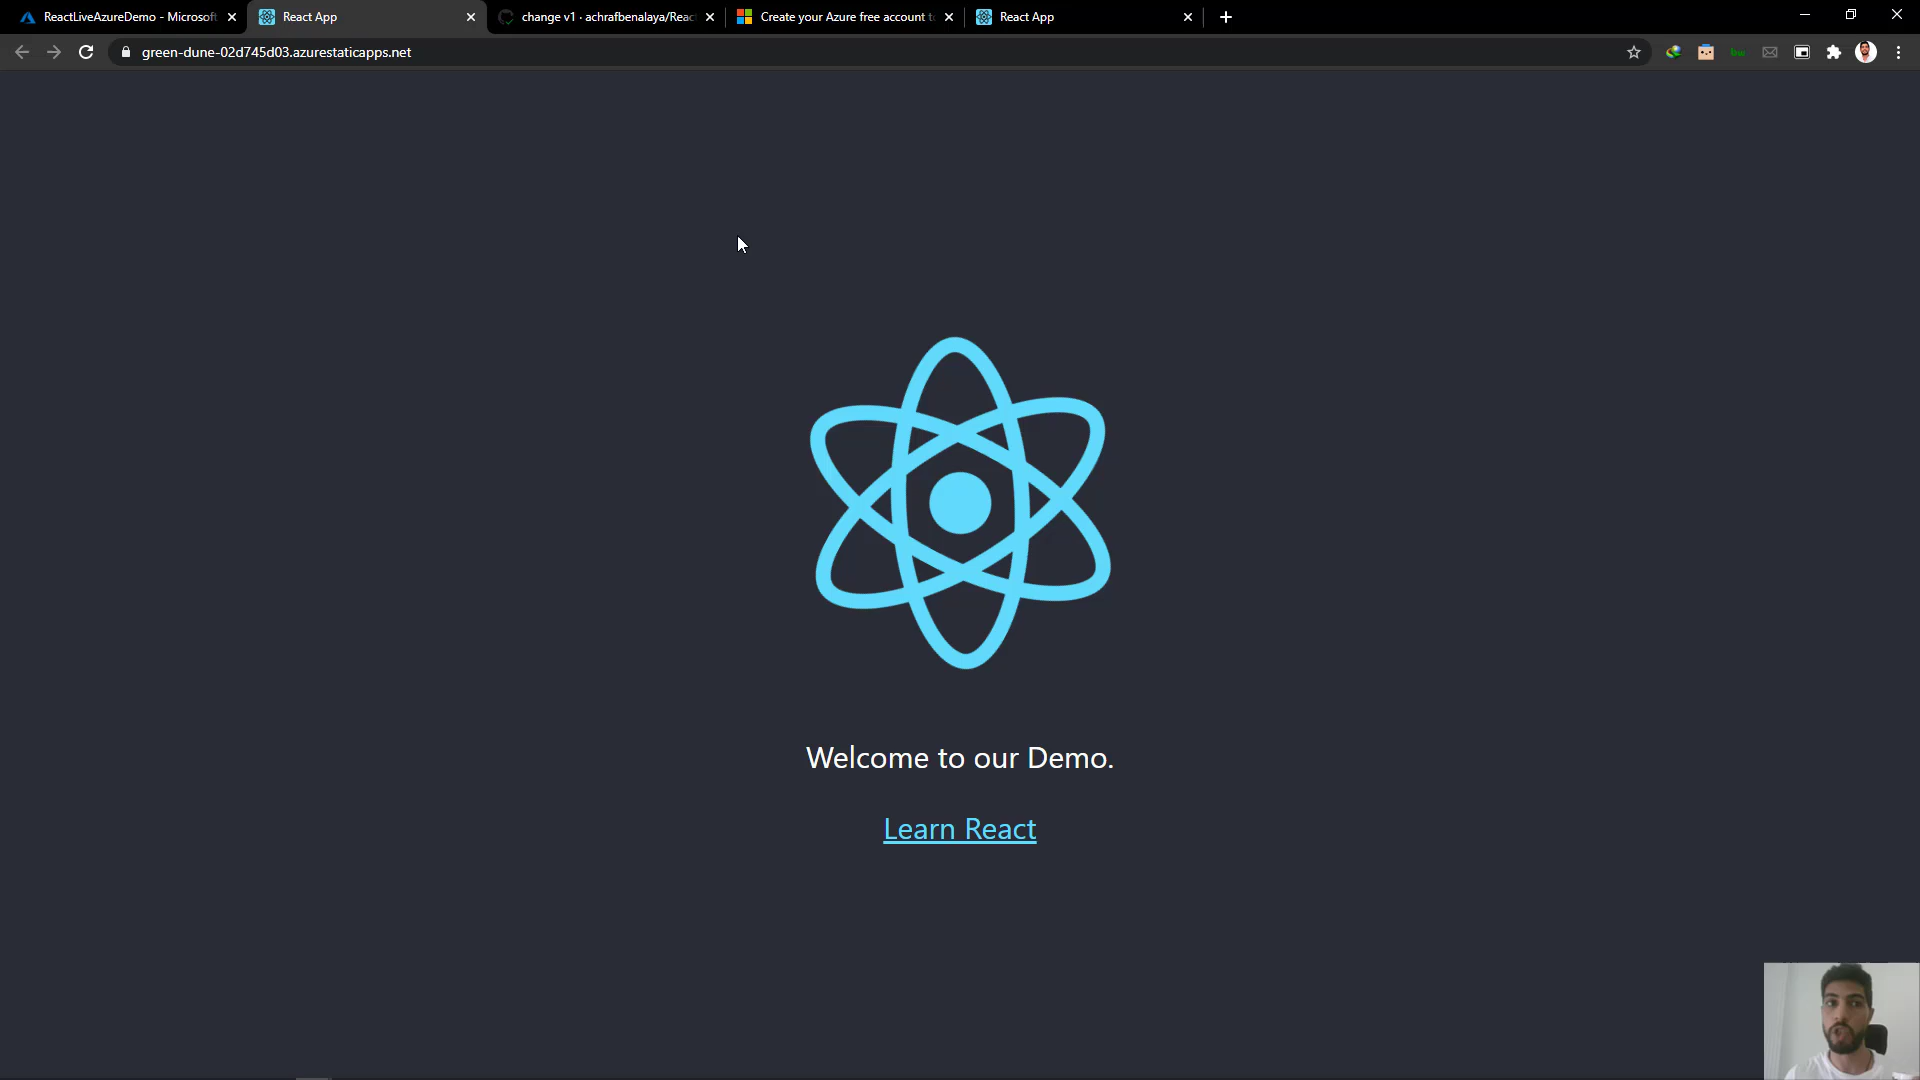 ReactLiveAzureDemo - Microsoft
React App
change v1 · achrafbenalaya/Reac
Create your Azure free account t
React App
green-dune-02d745d03.azurestaticapps.net
Welcome to our Demo.
Learn React